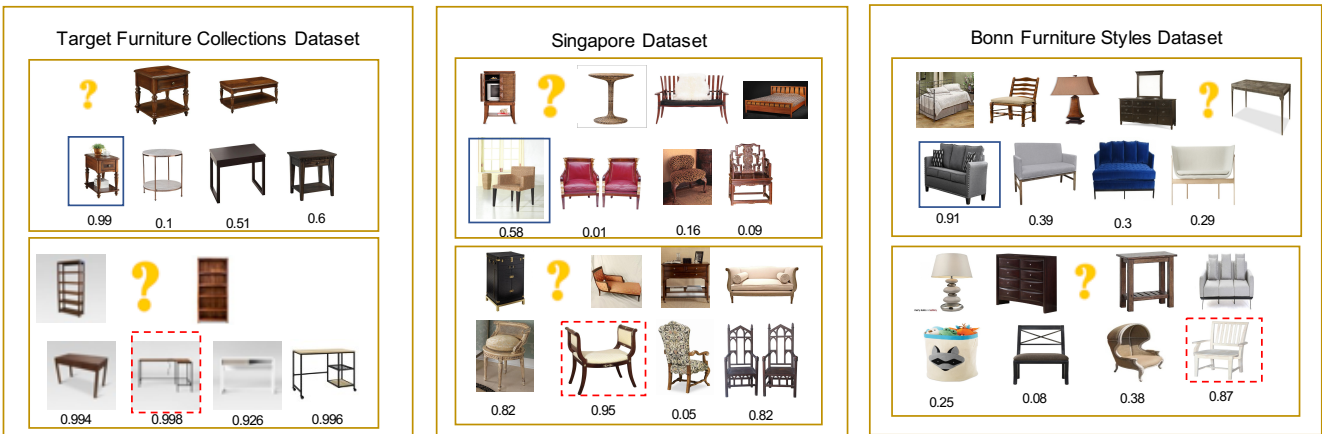 Target Furniture Collections Dataset
?
0.99 0.1 0.51 0.6
?
0.994 0.998 0.926 0.996
Singapore Dataset
?
0.58 0.01 0.16 0.09
?
0.82 0.95 0.05 0.82
Bonn Furniture Styles Dataset
?
0.91 0.39 0.3 0.29
?
0.25 0.08 0.38 0.87